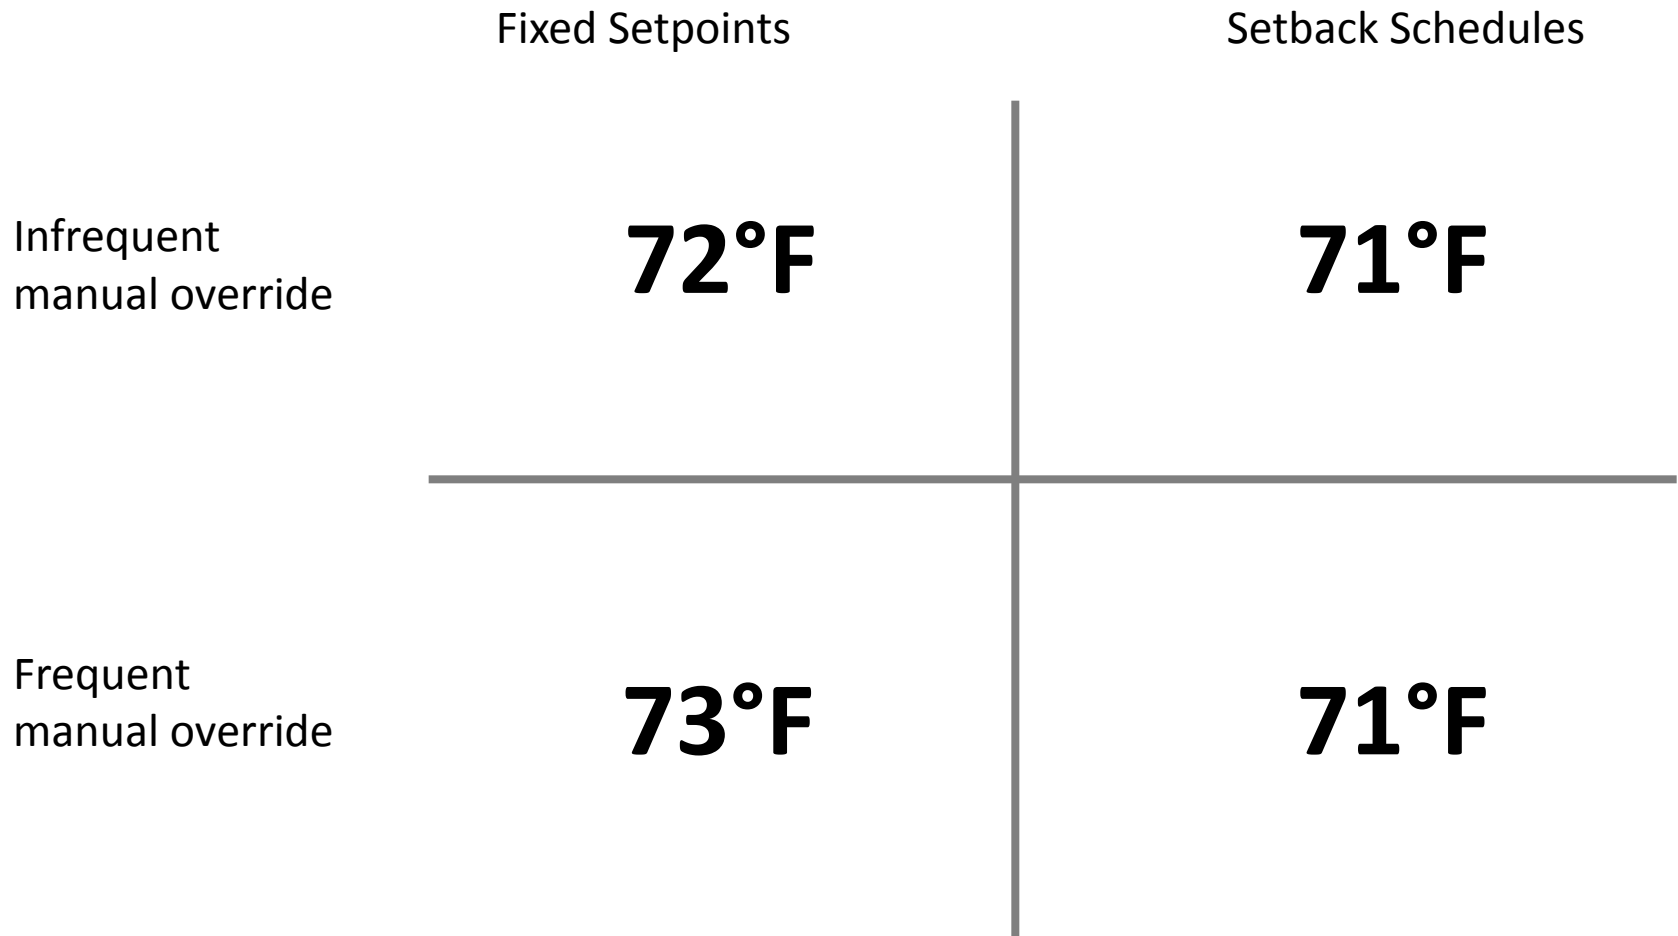 Fixed Setpoints
Setback Schedules
Infrequent
manual override
72°F
71°F
Frequent
manual override
73°F
71°F